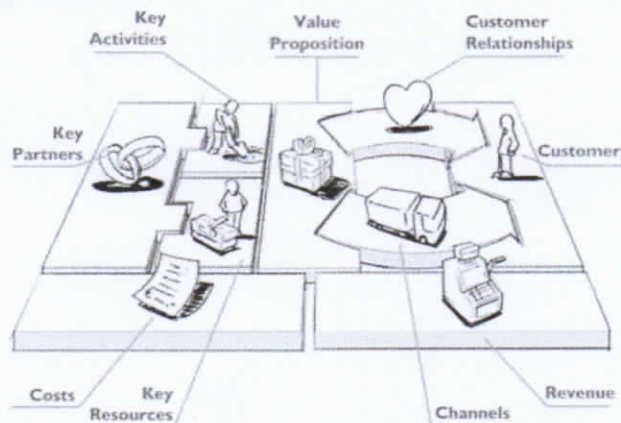 Key
Activities
Value
Proposition
Customer
Relationships
Key
Partners
Customer
Costs
Key
Resources
Channels
Revenue